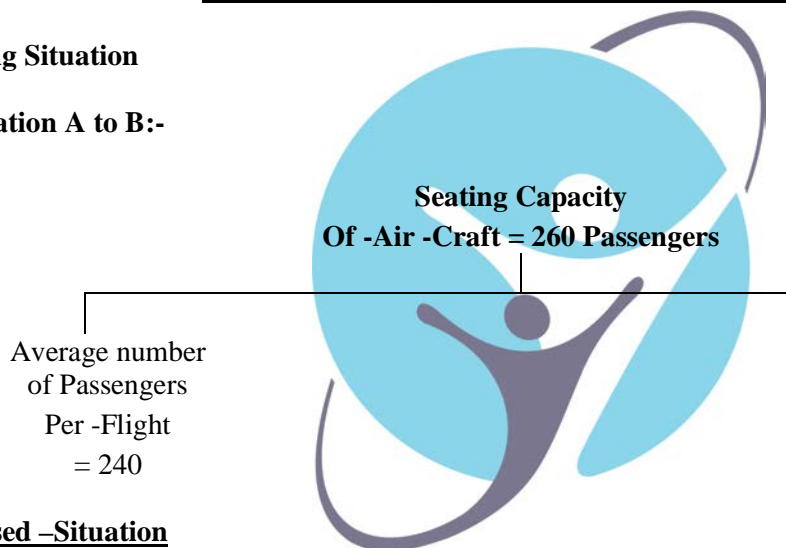 ng Situation
ation A to B:-
Seating Capacity
Of -Air -Craft = 260 Passengers
Average number
of Passengers
Per -Flight
= 240
sed –Situation